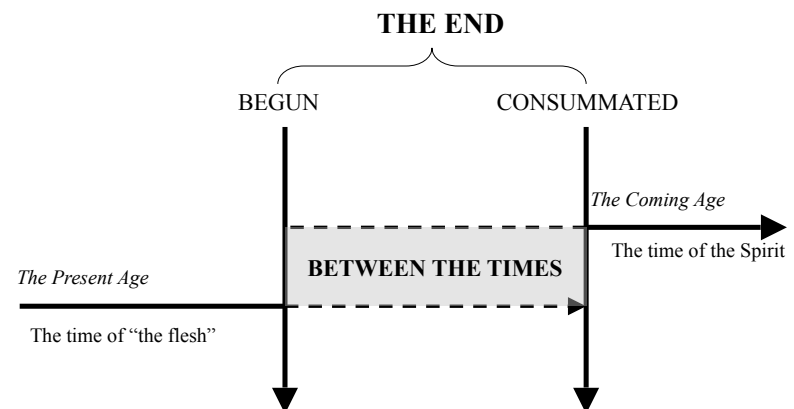 THE END
BEGUN
CONSUMMATED
The Coming Age
The time of the Spirit
BETWEEN THE TIMES
The Present Age
The time of “the flesh”